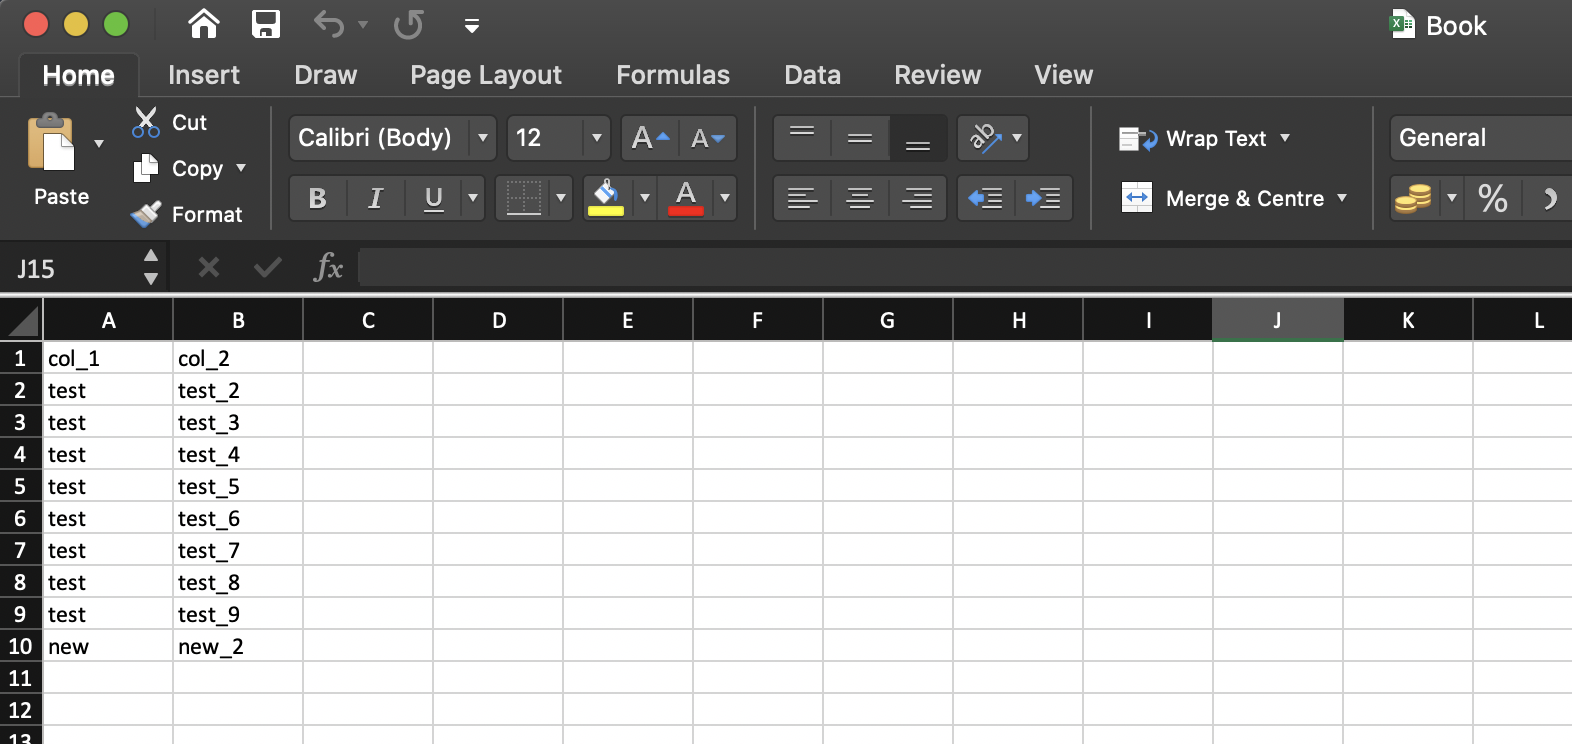 Book
Home Insert Draw Page Layout Formulas Data Review View
Paste
Cut
Copy
Format
Calibri (Body) 12 A A
B I U A
ab
Wrap Text
Merge & Centre
General
%
J15 fx
A B C D E F G H I J K L
1 col_1 col_2
2 test test_2
3 test test_3
4 test test_4
5 test test_5
6 test test_6
7 test test_7
8 test test_8
9 test test_9
10 new new_2
11
12
13